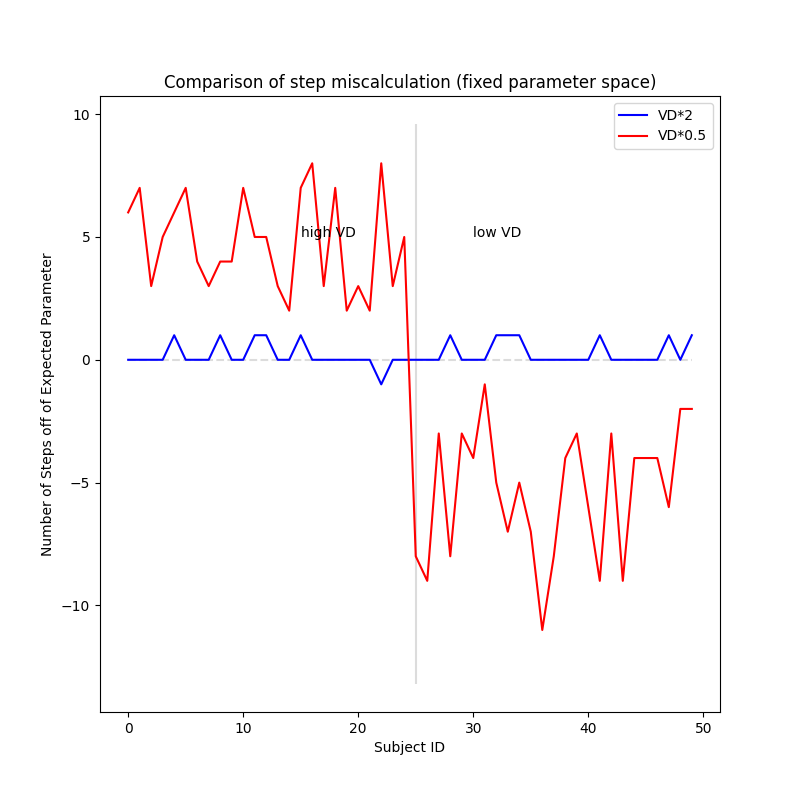 Comparison of step miscalculation (fixed parameter space)
VD*2
VD*0.5
high VD
low VD
Number of Steps off of Expected Parameter
10
5
0
−5
−10
0
10
20
30
40
50
Subject ID